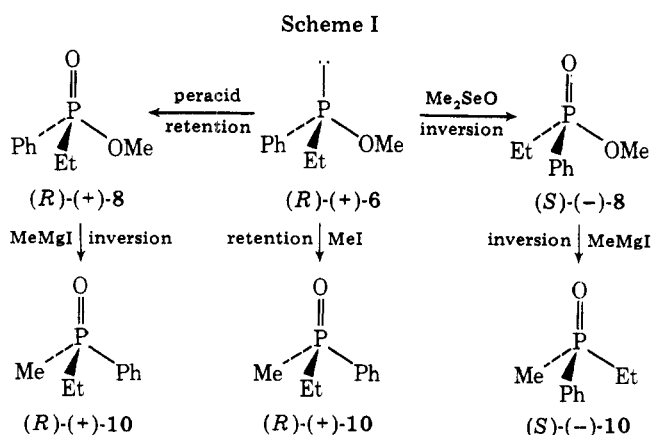 Scheme I
O O
P peracid P Me₂SeO P
Ph OMe retention Ph OMe inversion Et OMe
Et Et Ph
(R)-(+)-8 (R)-(+)-6 (S)-(−)-8
MeMgI inversion retention MeI inversion MeMgI
O O O
P P P
Me Ph Me Ph Me Et
Et Et Ph
(R)-(+)-10 (R)-(+)-10 (S)-(−)-10